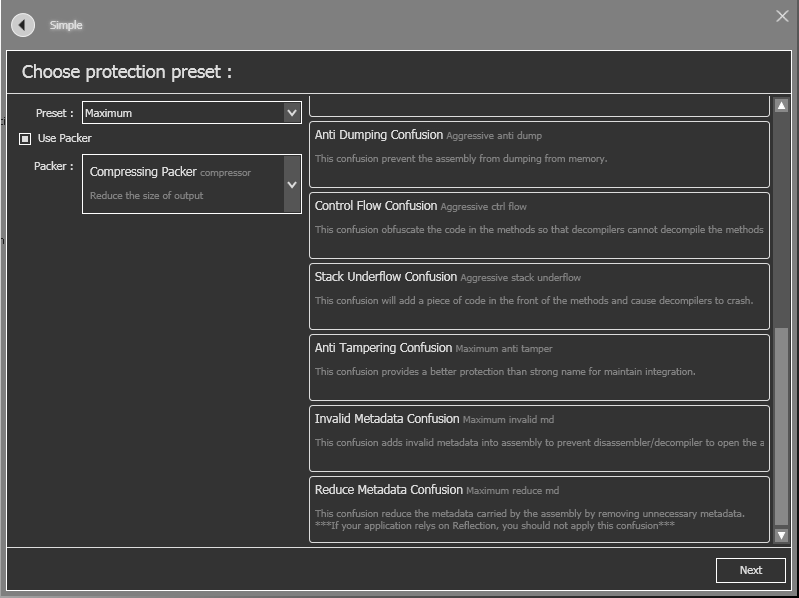 Simple
Choose protection preset :
Preset : Maximum
Use Packer
Packer : Compressing Packer compressor
Reduce the size of output
Anti Dumping Confusion Aggressive anti dump
This confusion prevent the assembly from dumping from memory.
Control Flow Confusion Aggressive ctrl flow
This confusion obfuscate the code in the methods so that decompilers cannot decompile the methods
Stack Underflow Confusion Aggressive stack underflow
This confusion will add a piece of code in the front of the methods and cause decompilers to crash.
Anti Tampering Confusion Maximum anti tamper
This confusion provides a better protection than strong name for maintain integration.
Invalid Metadata Confusion Maximum invalid md
This confusion adds invalid metadata into assembly to prevent disassembler/decompiler to open the a
Reduce Metadata Confusion Maximum reduce md
This confusion reduce the metadata carried by the assembly by removing unnecessary metadata.
***If your application relys on Reflection, you should not apply this confusion***
Next